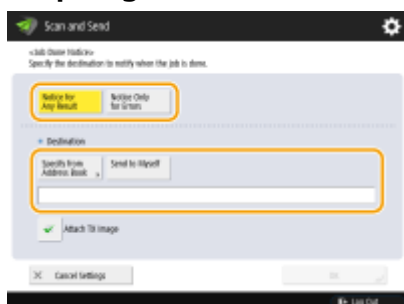 Scan and Send
<Job Done Notice>
Specify the destination to notify when the job is done.
Notice for
Any Result
Notice Only
for Errors
Destination
Specify from
Address Book
Send to Myself
Attach TX Image
Cancel Settings
OK
Log Out